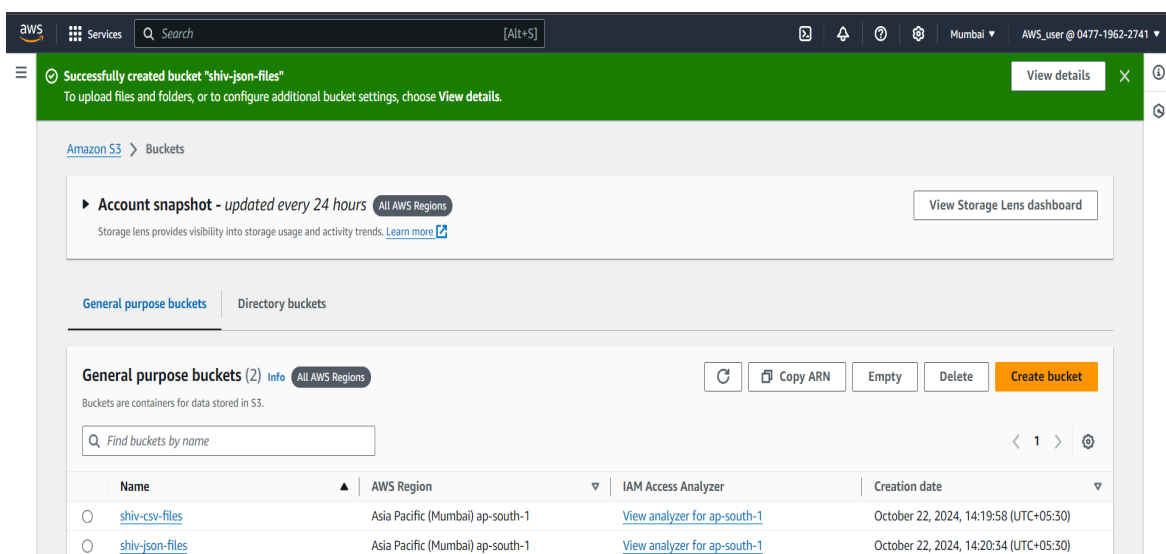 aws Services Search [Alt+S] Mumbai ▼ AWS_user @ 0477-1962-2741 ▼
Successfully created bucket "shiv-json-files" View details
To upload files and folders, or to configure additional bucket settings, choose View details.
Amazon S3 > Buckets
Account snapshot - updated every 24 hours All AWS Regions View Storage Lens dashboard
Storage lens provides visibility into storage usage and activity trends. Learn more
General purpose buckets Directory buckets
General purpose buckets (2) Info All AWS Regions Copy ARN Empty Delete Create bucket
Buckets are containers for data stored in S3.
Find buckets by name < 1 >
Name AWS Region IAM Access Analyzer Creation date
shiv-csv-files Asia Pacific (Mumbai) ap-south-1 View analyzer for ap-south-1 October 22, 2024, 14:19:58 (UTC+05:30)
shiv-json-files Asia Pacific (Mumbai) ap-south-1 View analyzer for ap-south-1 October 22, 2024, 14:20:34 (UTC+05:30)